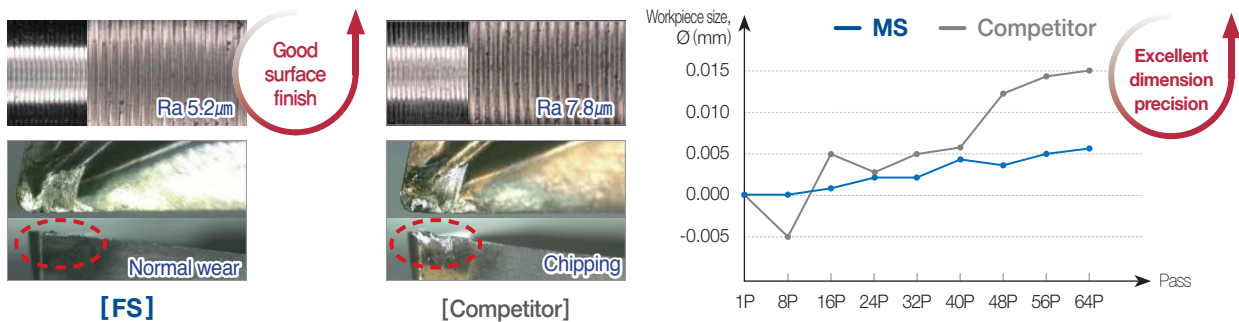 Good
surface
finish
Ra 5.2㎛
Normal wear
[FS]
Ra 7.8㎛
Chipping
[Competitor]
Workpiece size,
Ø (mm)
MS
Competitor
Excellent
dimension
precision
0.015
0.010
0.005
0.000
-0.005
1P 8P 16P 24P 32P 40P 48P 56P 64P
Pass